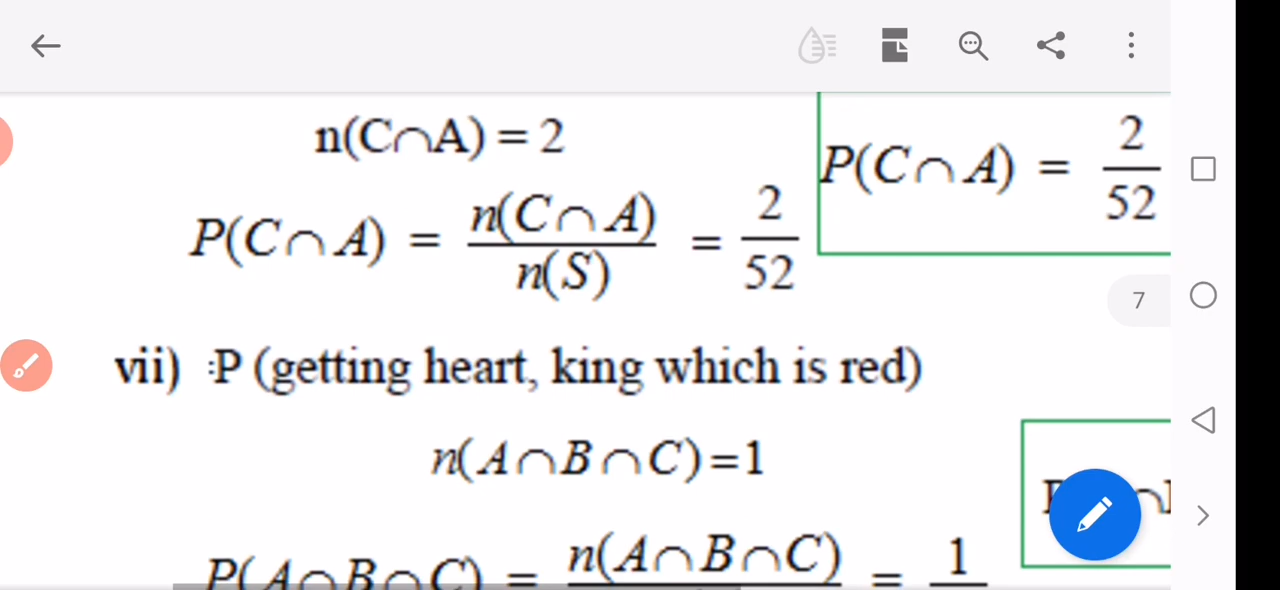 n(C∩A) = 2
P(C∩A) = n(C∩A) / n(S) = 2 / 52
P(C∩A) = 2 / 52
7
vii) :P (getting heart, king which is red)
n(A∩B∩C)=1
P(A∩B∩C) = n(A∩B∩C) = 1